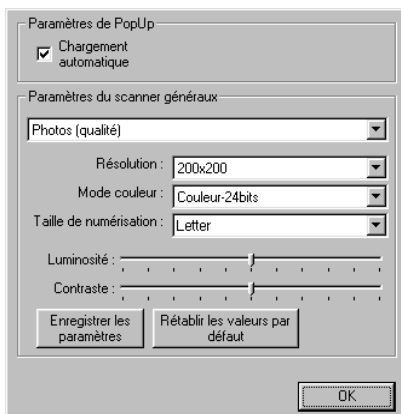 Paramètres de PopUp
Chargement
automatique
Paramètres du scanner généraux
Photos (qualité)
Résolution : 200x200
Mode couleur : Couleur-24bits
Taille de numérisation : Letter
Luminosité :
Contraste :
Enregistrer les
paramètres
Rétablir les valeurs par
défaut
OK